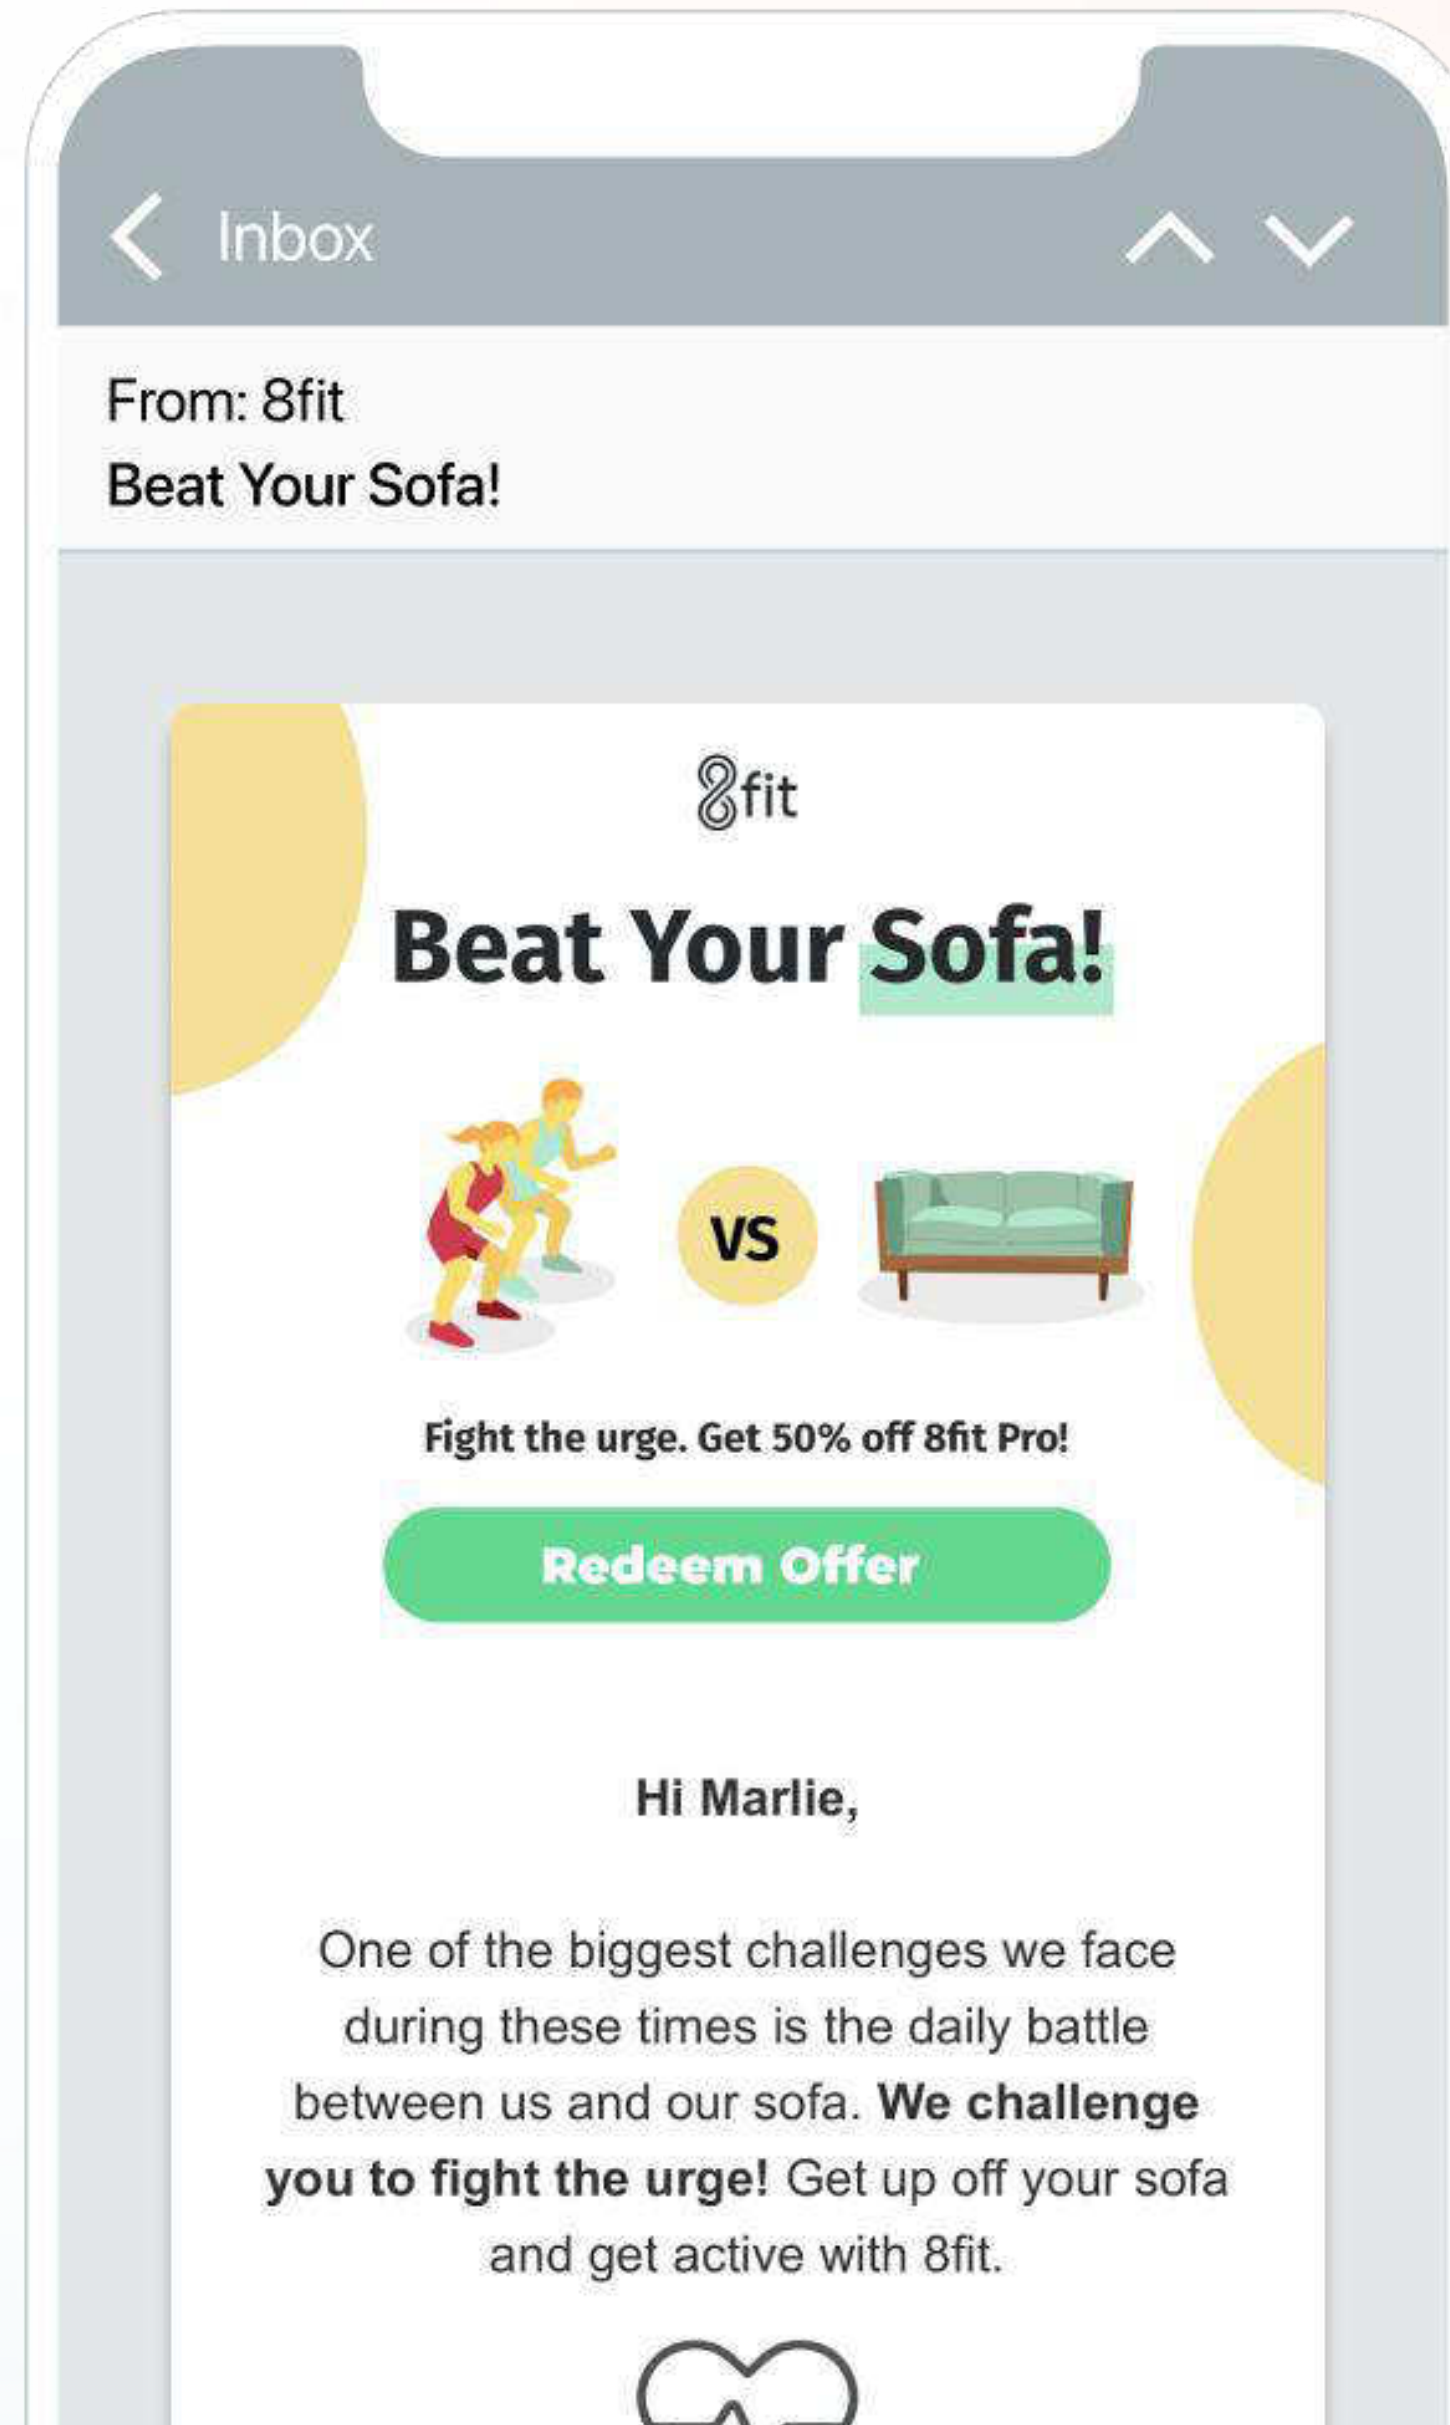 Inbox
From: 8fit
Beat Your Sofa!
8fit
Beat Your Sofa!
VS
Fight the urge. Get 50% off 8fit Pro!
Redeem Offer
Hi Marlie,
One of the biggest challenges we face
during these times is the daily battle
between us and our sofa. We challenge
you to fight the urge! Get up off your sofa
and get active with 8fit.